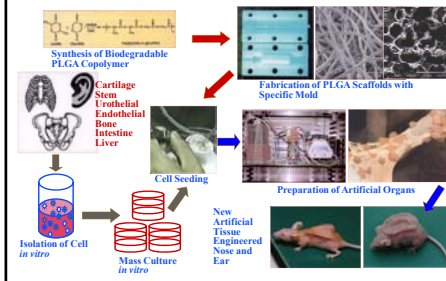 Synthesis of Biodegradable
PLGA Copolymer
Fabrication of PLGA Scaffolds with
Specific Mold
Cartilage
Stem
Urothelial
Endothelial
Bone
Intestine
Liver
Cell Seeding
Preparation of Artificial Organs
Isolation of Cell
in vitro
Mass Culture
in vitro
New
Artificial
Tissue
Engineered
Nose and
Ear